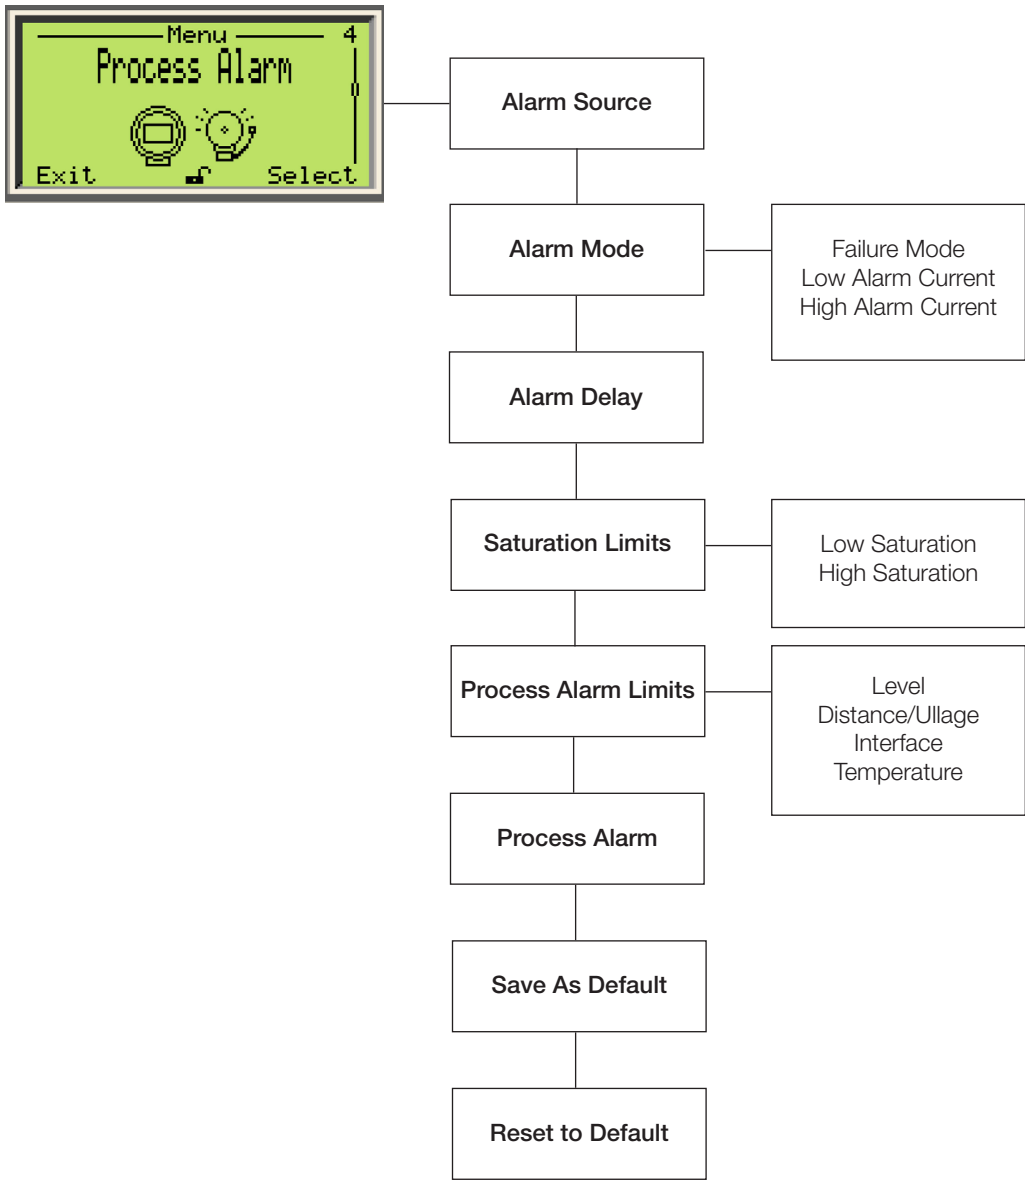 Menu 4
Process Alarm
Exit Select
Alarm Source
Alarm Mode
Failure Mode
Low Alarm Current
High Alarm Current
Alarm Delay
Saturation Limits
Low Saturation
High Saturation
Process Alarm Limits
Level
Distance/Ullage
Interface
Temperature
Process Alarm
Save As Default
Reset to Default